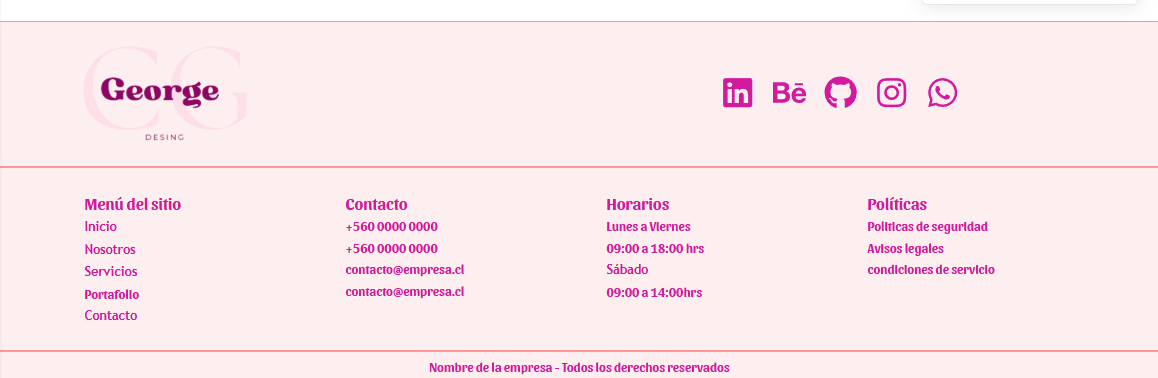 GG
George
DESING
in Bē
Menú del sitio
Inicio
Nosotros
Servicios
Portafolio
Contacto
Contacto
+560 0000 0000
+560 0000 0000
contacto@empresa.cl
contacto@empresa.cl
Horarios
Lunes a Viernes
09:00 a 18:00 hrs
Sábado
09:00 a 14:00hrs
Políticas
Politicas de seguridad
Avisos legales
condiciones de servicio
Nombre de la empresa - Todos los derechos reservados